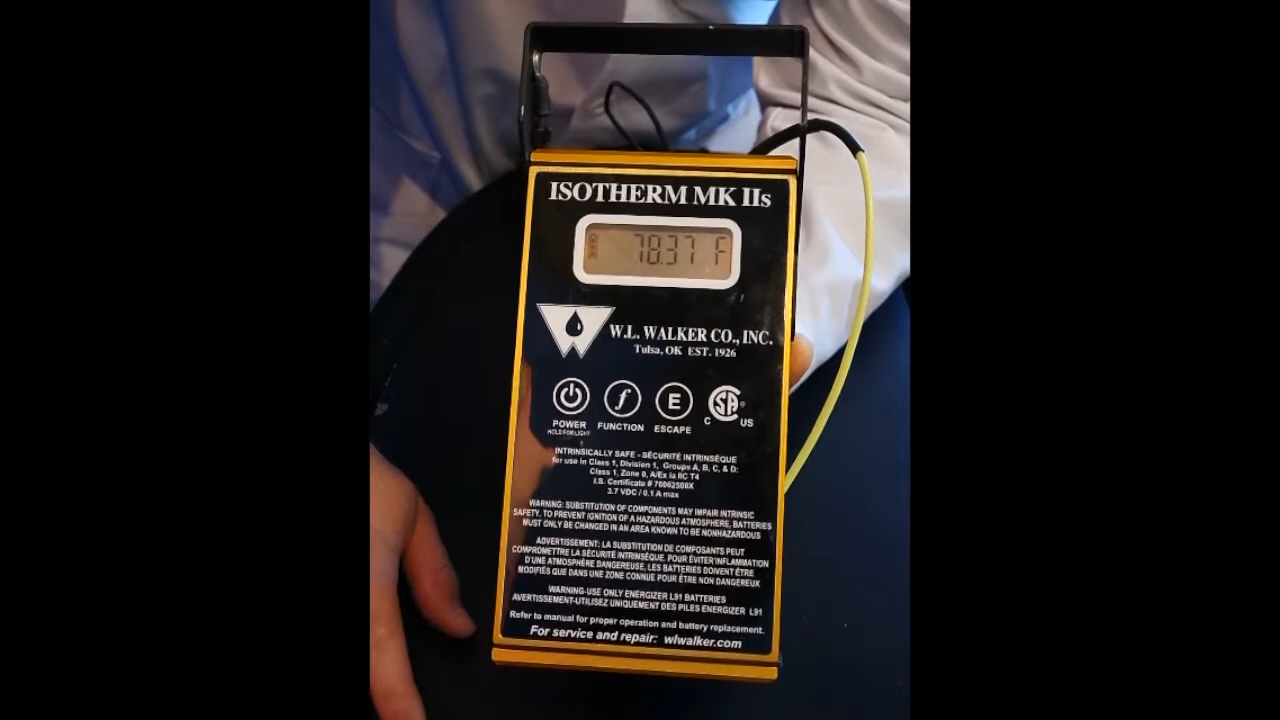 ISOTHERM MK IIs
78.37 F
W.L. WALKER CO., INC.
Tulsa, OK EST. 1926
E
SA
C US
POWER FUNCTION ESCAPE
HOLD FOR LIGHT
INTRINSICALLY SAFE - SÉCURITÉ INTRINSÈQUE
for use in Class 1, Division 1, Groups A, B, C, & D:
Class 1, Zone 0, A/Ex ia IIC T4
I.S. Certificate # 70062508X
3.7 VDC / 0.1 A max
WARNING: SUBSTITUTION OF COMPONENTS MAY IMPAIR INTRINSIC
SAFETY. TO PREVENT IGNITION OF A HAZARDOUS ATMOSPHERE, BATTERIES
MUST ONLY BE CHANGED IN AN AREA KNOWN TO BE NONHAZARDOUS
ADVERTISSEMENT: LA SUBSTITUTION DE COMPOSANTS PEUT
COMPROMETTRE LA SÉCURITÉ INTRINSÈQUE. POUR ÉVITER'INFLAMMATION
D'UNE ATMOSPHÈRE DANGEREUSE, LES BATTERIES DOIVENT ÊTRE
MODIFIÉS QUE DANS UNE ZONE CONNUE POUR ÊTRE NON DANGEREUX
WARNING-USE ONLY ENERGIZER L91 BATTERIES
AVERTISSEMENT-UTILISEZ UNIQUEMENT DES PILES ENERGIZER L91
Refer to manual for proper operation and battery replacement.
For service and repair: wlwalker.com